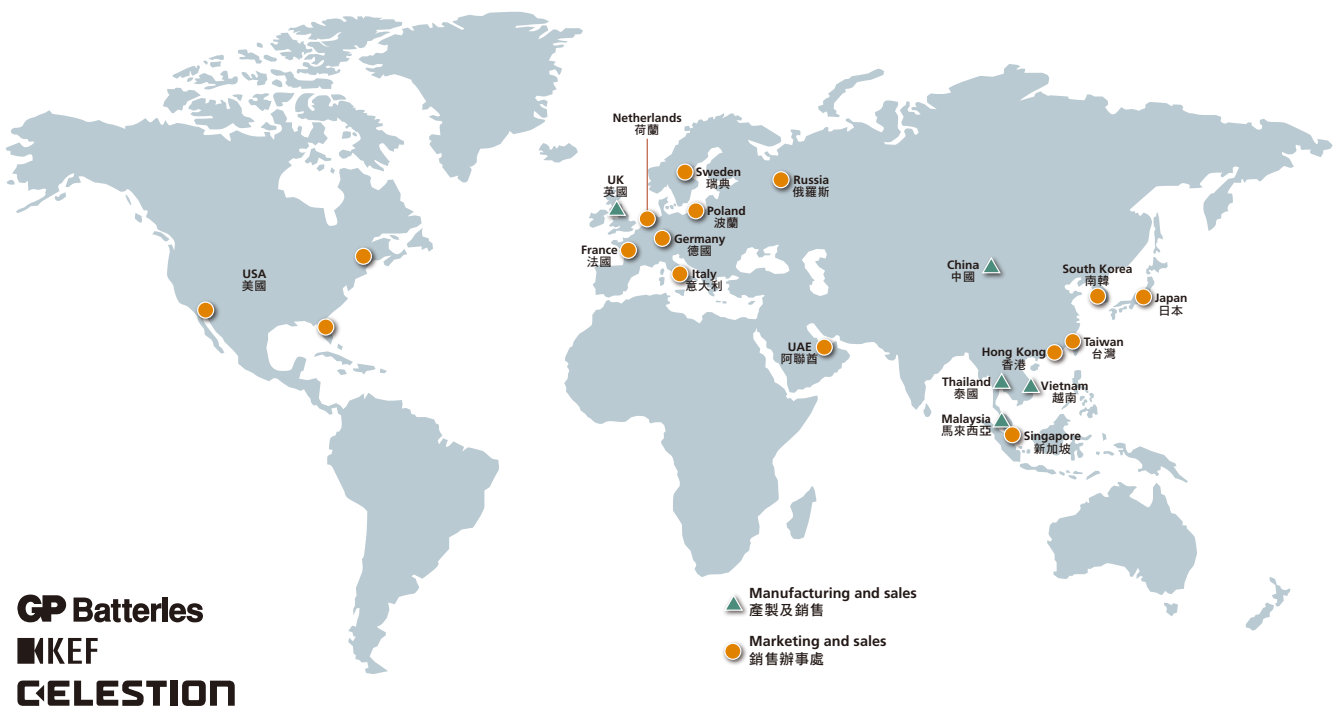 Netherlands
荷蘭
Sweden
瑞典
Russia
俄羅斯
UK
英國
Poland
波蘭
Germany
德國
France
法國
Italy
意大利
USA
美國
China
中國
South Korea
南韓
Japan
日本
UAE
阿聯酋
Hong Kong
香港
Taiwan
台灣
Thailand
泰國
Vietnam
越南
Malaysia
馬來西亞
Singapore
新加坡
Manufacturing and sales
產製及銷售
Marketing and sales
銷售辦事處
GP Batteries
KEF
CELESTION